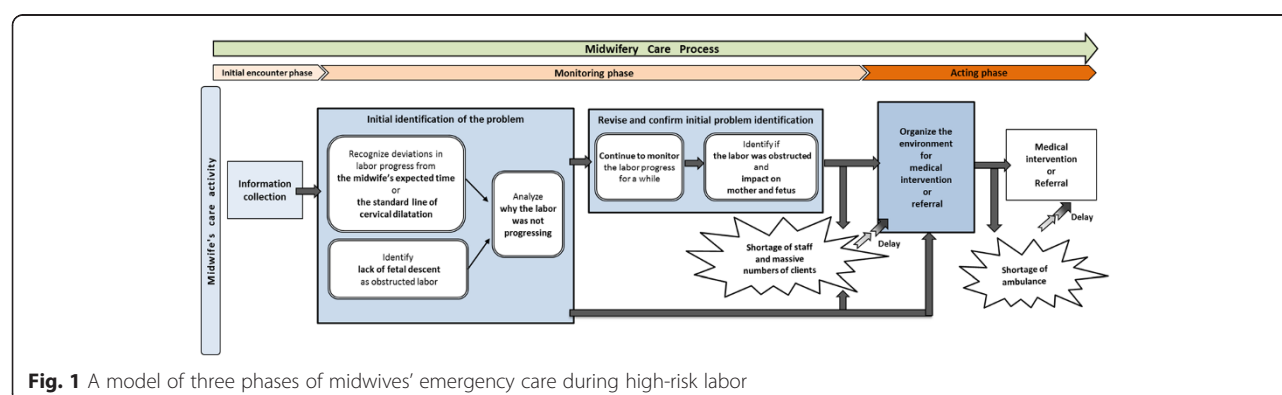 Midwifery Care Process
Initial encounter phase
Monitoring phase
Acting phase
Midwife's care activity
Information
collection
Initial identification of the problem
Recognize deviations in
labor progress from
the midwife's expected time
or
the standard line of
cervical dilatation
Identify
lack of fetal descent
as obstructed labor
Analyze
why the labor
was not
progressing
Revise and confirm initial problem identification
Continue to monitor
the labor progress
for a while
Identify if
the labor was obstructed
and
impact on
mother and fetus
Shortage of staff
and massive
numbers of clients
Delay
Organize the
environment
for
medical
intervention
or
referral
Medical
intervention
or
Referral
Delay
Shortage of
ambulance
Fig. 1 A model of three phases of midwives' emergency care during high-risk labor